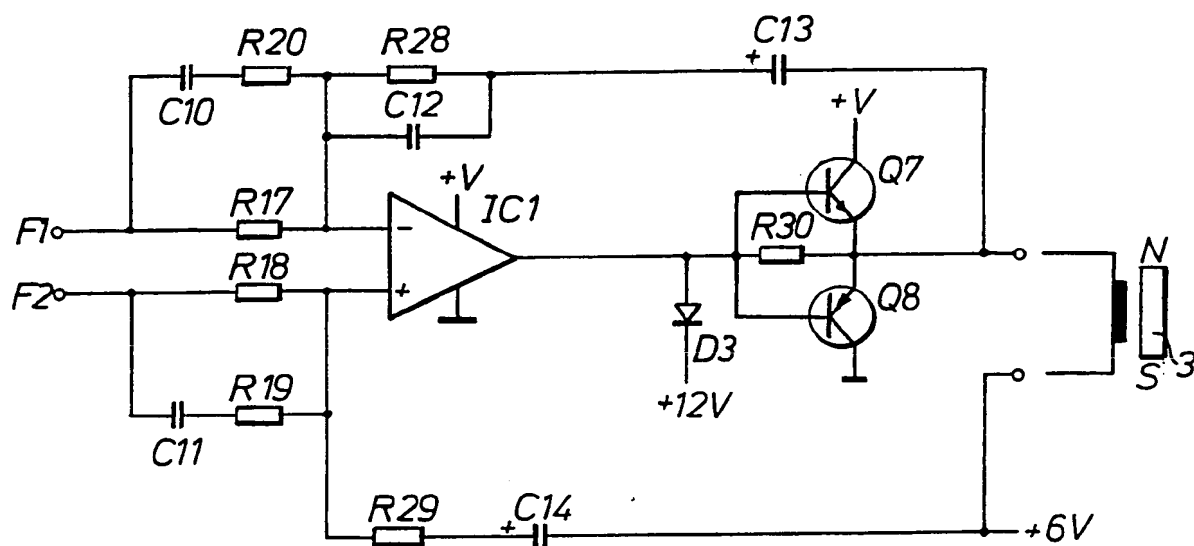 C13
R20
R28
C10
C12
+
+V
+V
Q7
R17
IC1
F1
−
R30
N
R18
F2
+
Q8
D3
3
S
R19
+12V
C11
R29
C14
+
+6V